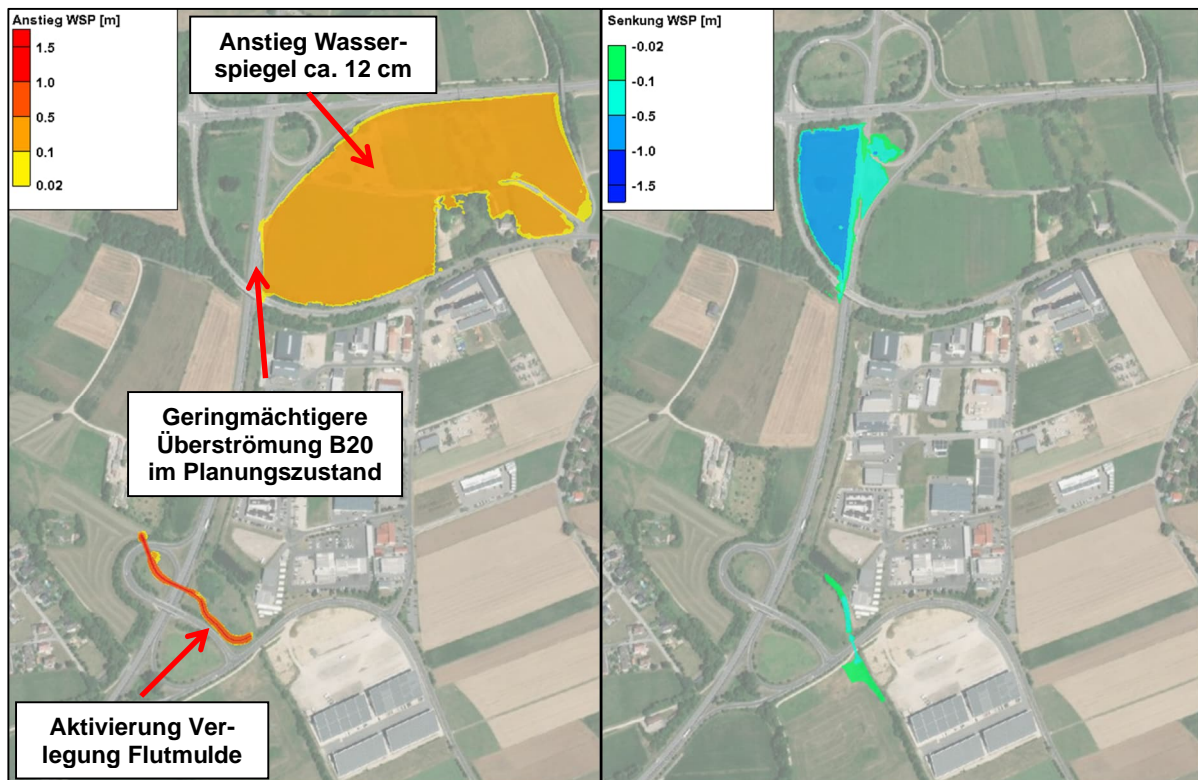 Anstieg WSP [m]
1.5
1.0
0.5
0.1
0.02
Anstieg Wasser-
spiegel ca. 12 cm
Geringmächtigere
Überströmung B20
im Planungszustand
Aktivierung Ver-
legung Flutmulde
Senkung WSP [m]
-0.02
-0.1
-0.5
-1.0
-1.5